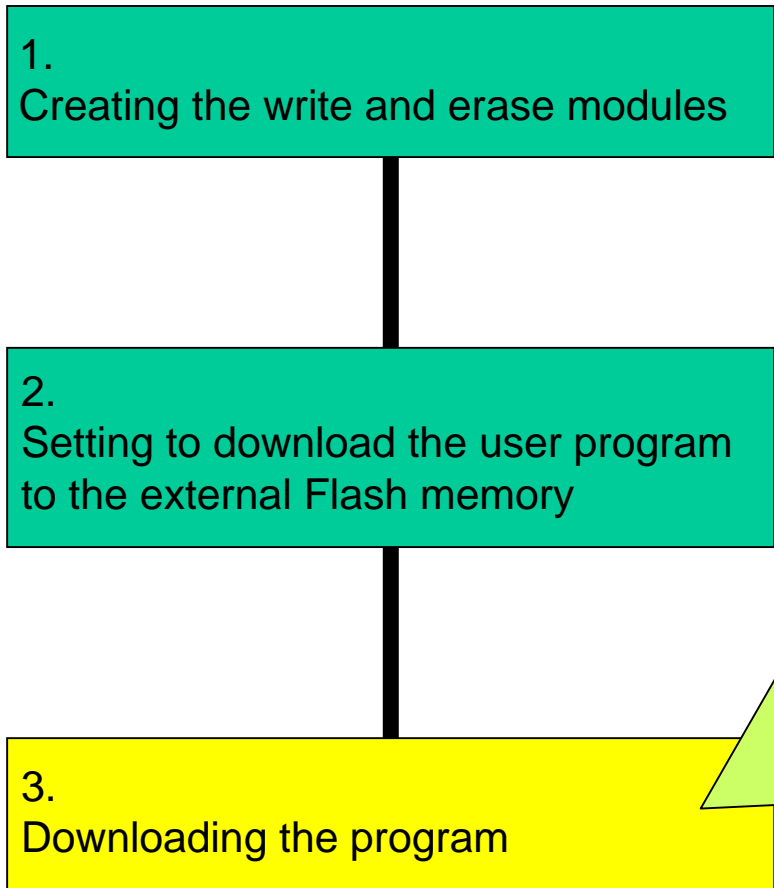 1.
Creating the write and erase modules
2.
Setting to download the user program
to the external Flash memory
3.
Downloading the program